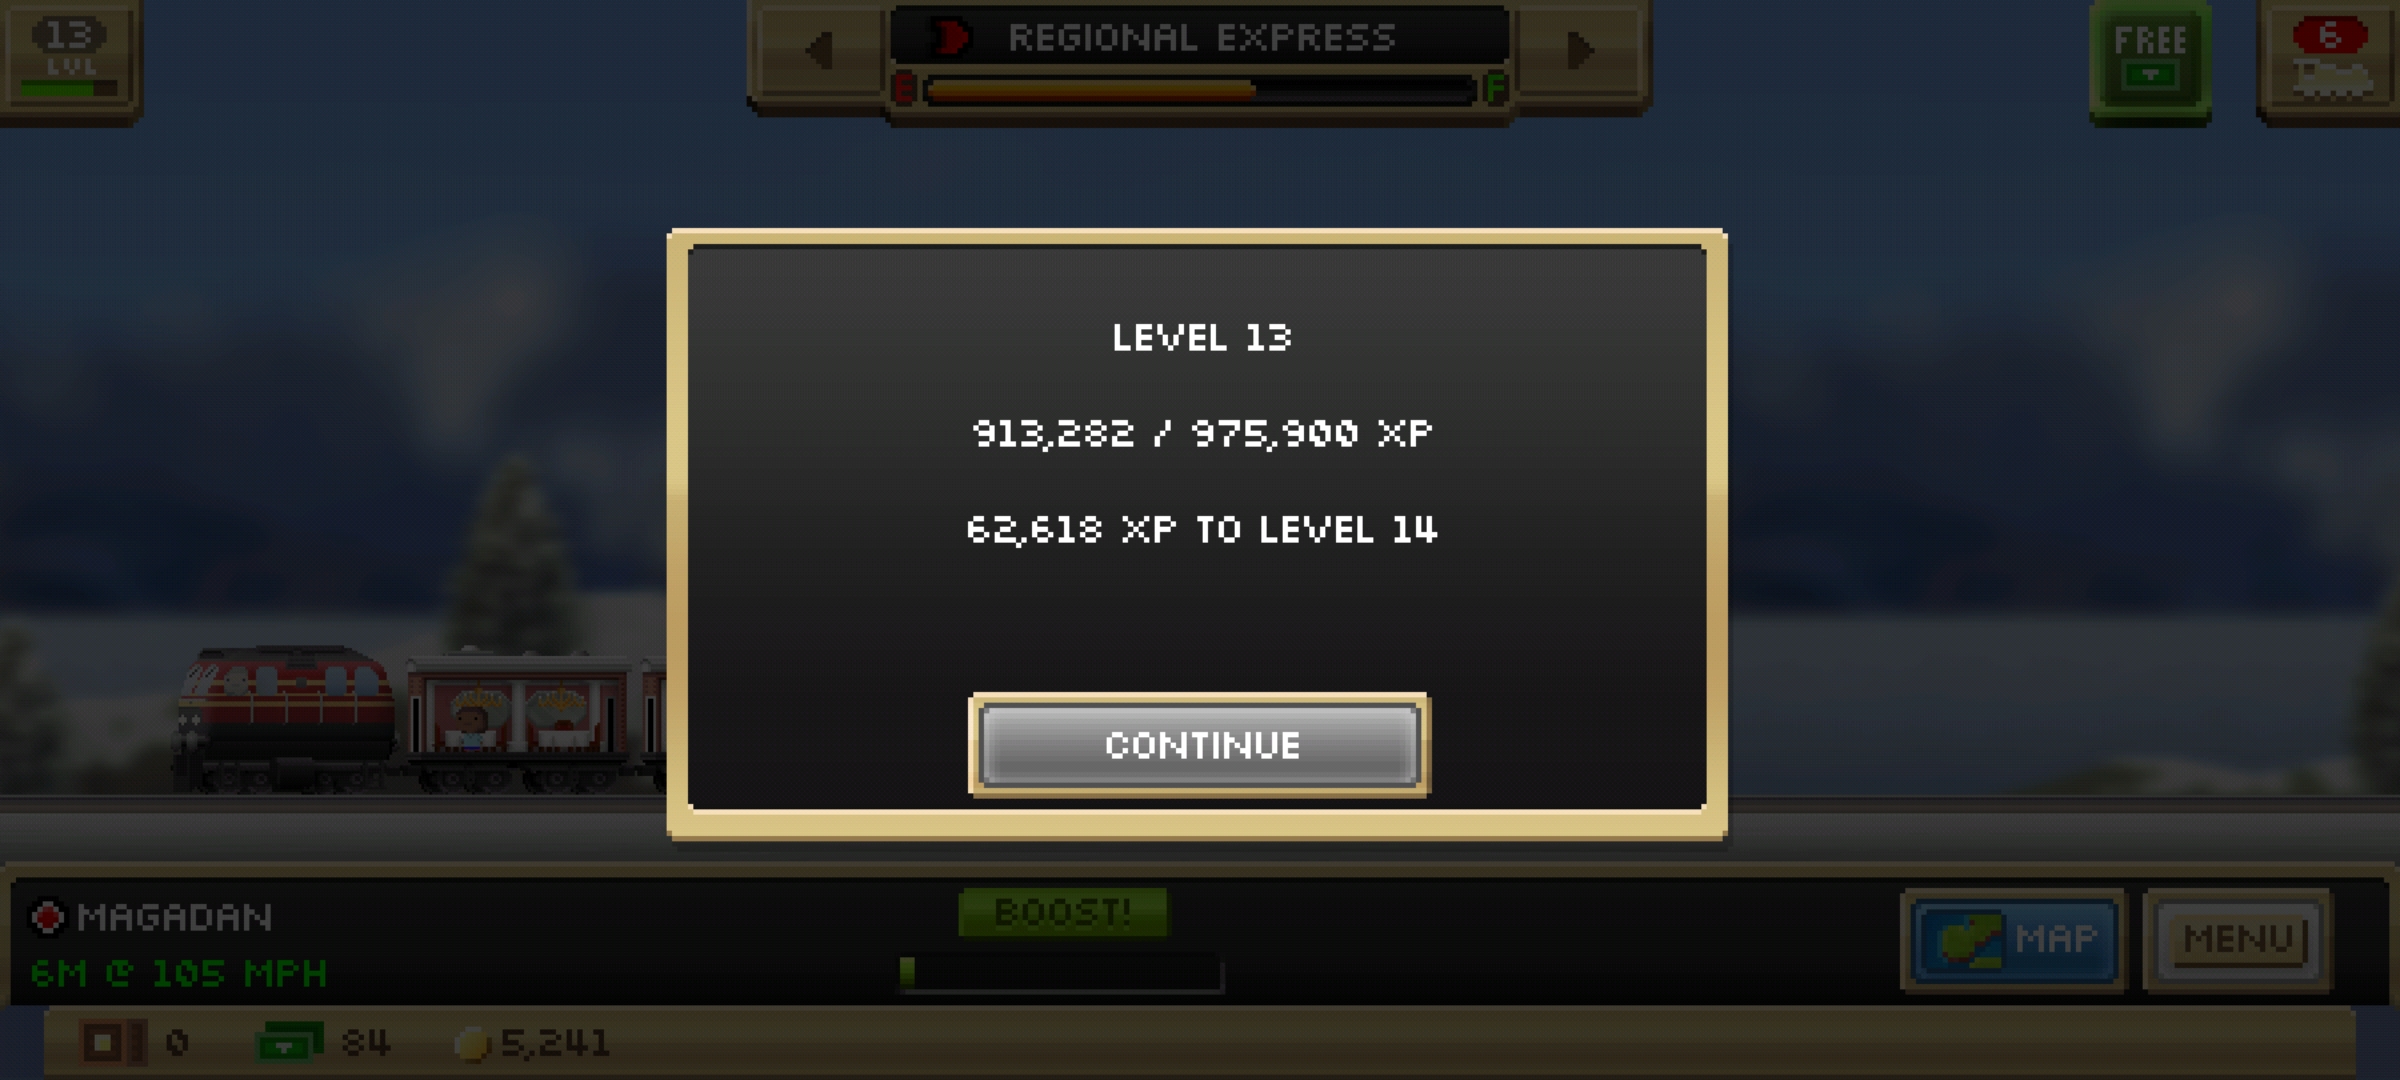 13
LVL
REGIONAL EXPRESS
E F
FREE
6
LEVEL 13
913,282 / 975,900 XP
62,618 XP TO LEVEL 14
CONTINUE
MAGADAN
6M @ 105 MPH
BOOST!
MAP
MENU
0 84 5,241